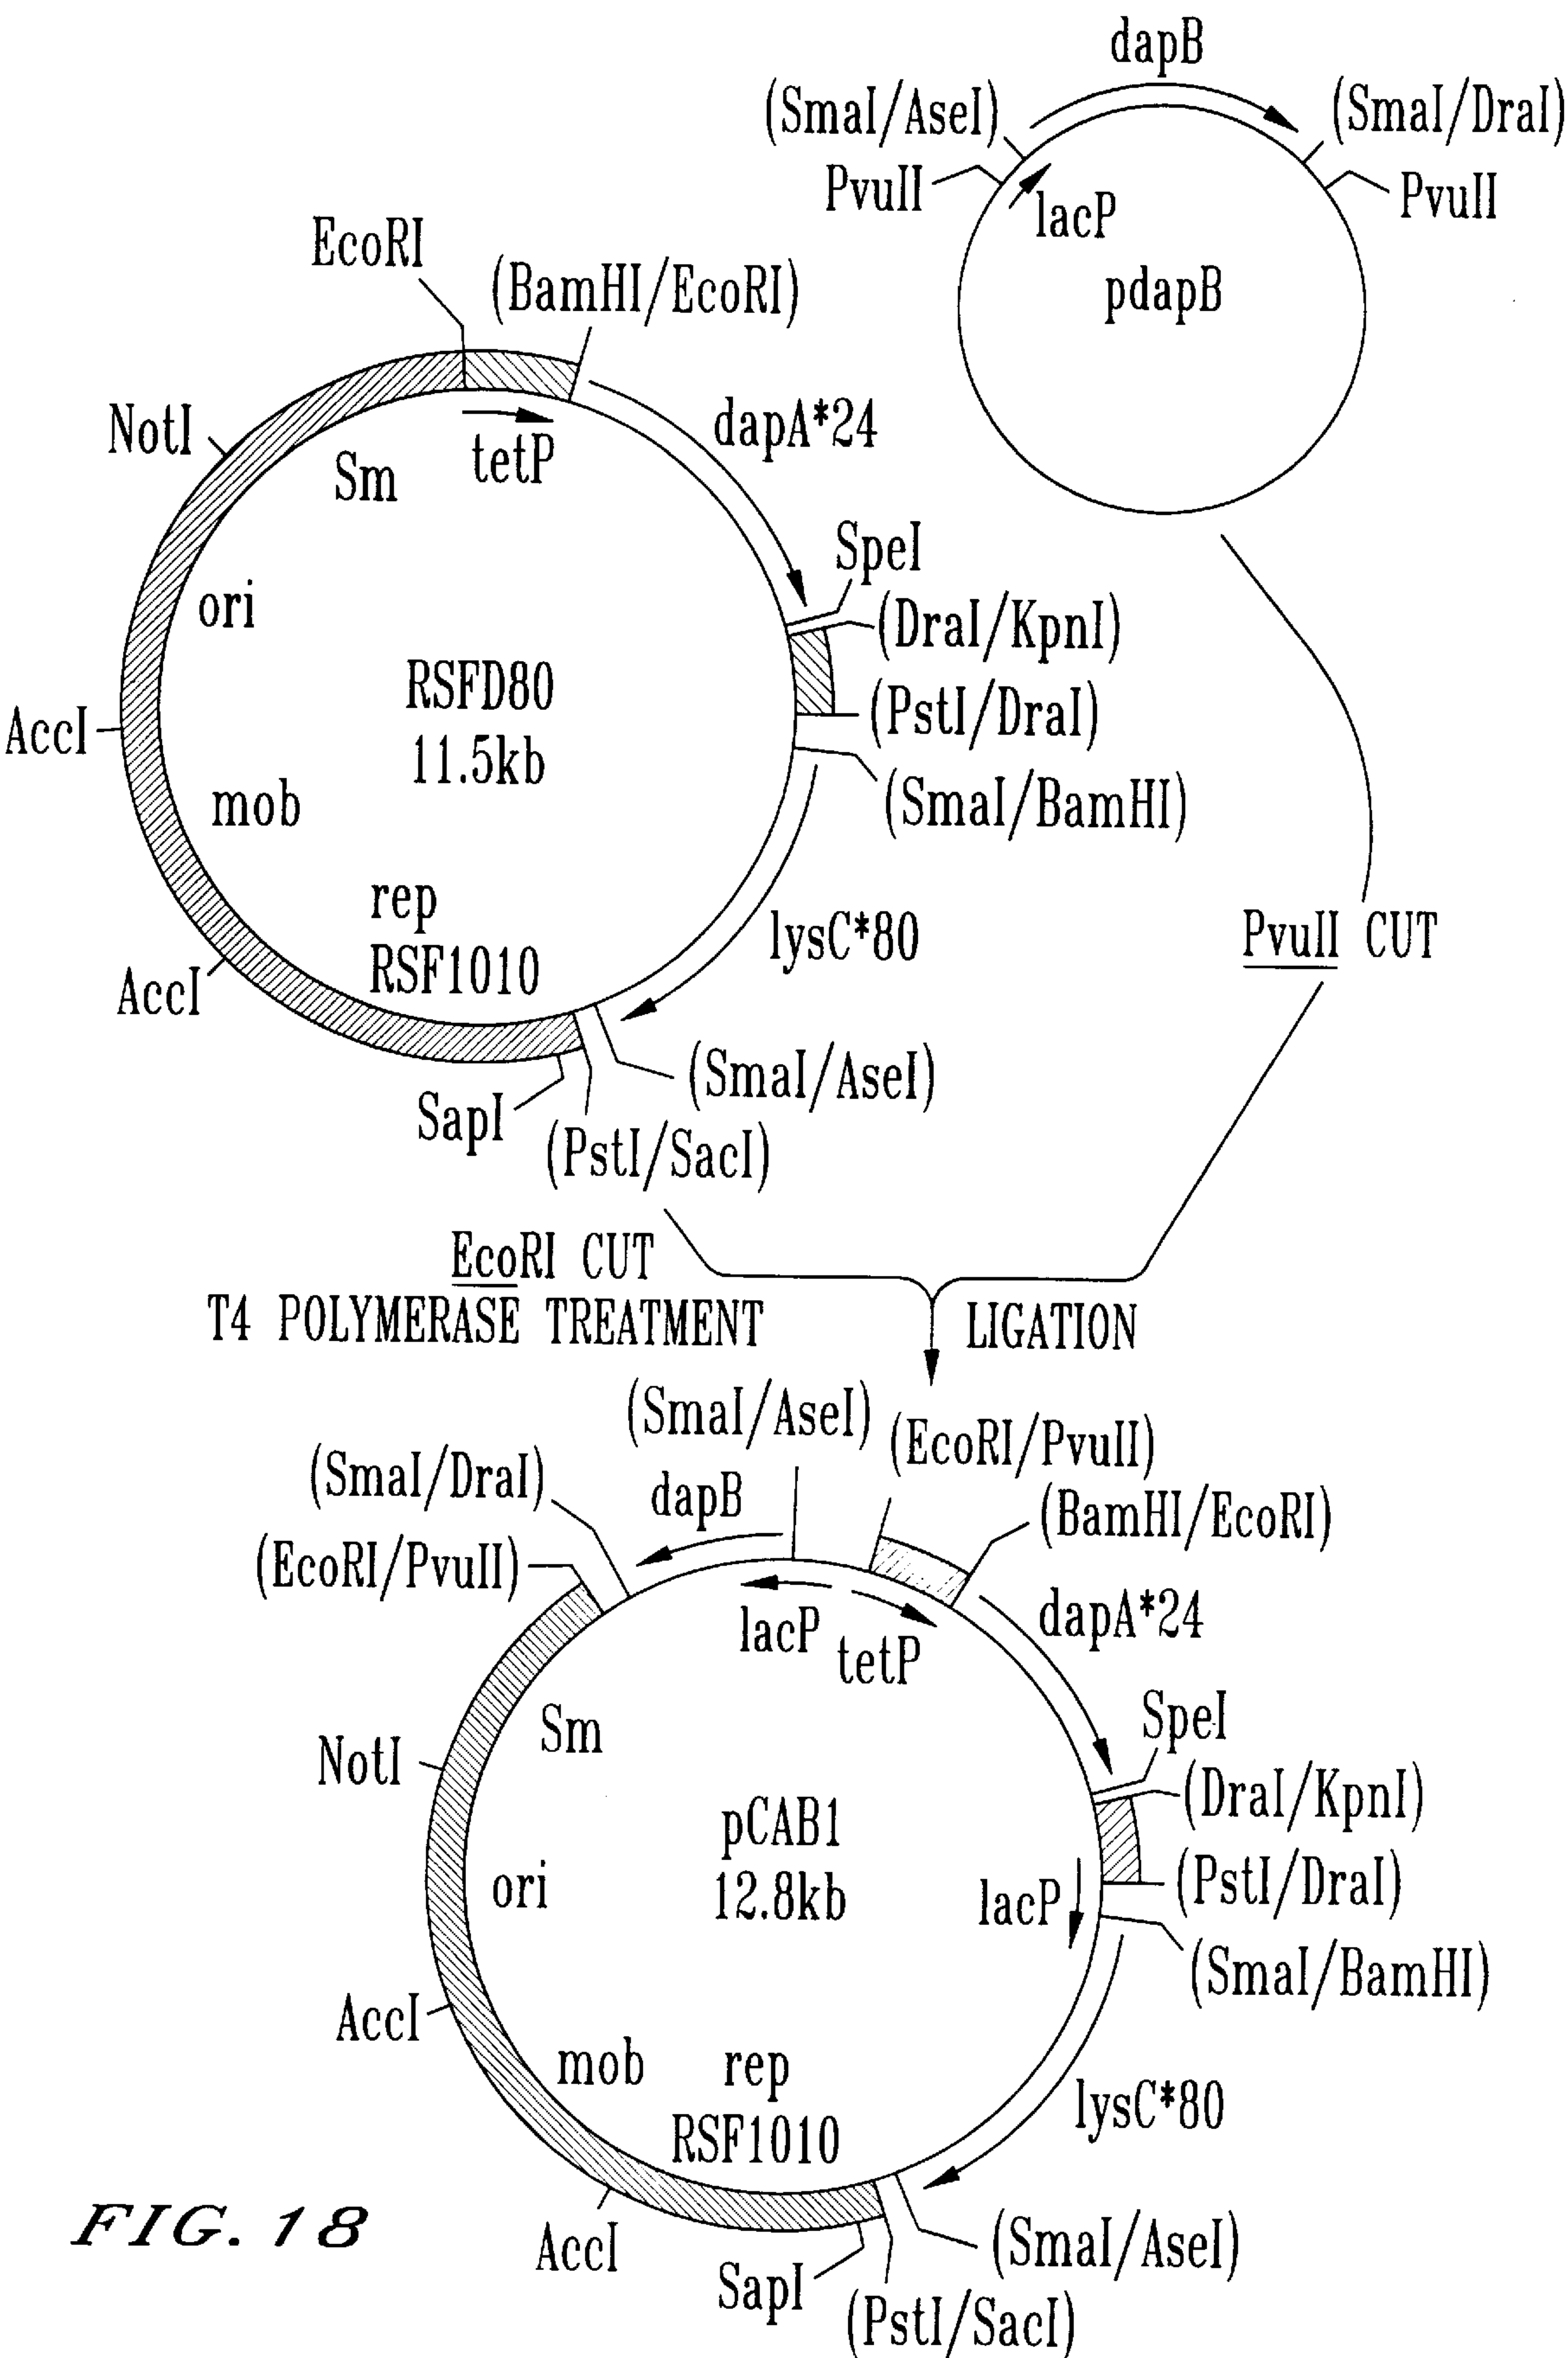 dapB
(SmaI/AseI)
(SmaI/DraI)
PvuII
PvuII
lacP
pdapB
EcoRI
(BamHI/EcoRI)
NotI
Sm
tetP
dapA*24
SpeI
ori
(DraI/KpnI)
RSFD80
11.5kb
(PstI/DraI)
AccI
(SmaI/BamHI)
mob
rep
RSF1010
lysC*80
PvuII CUT
AccI
(SmaI/AseI)
SapI
(PstI/SacI)
EcoRI CUT
T4 POLYMERASE TREATMENT
LIGATION
(SmaI/AseI)
(EcoRI/PvuII)
(SmaI/DraI)
dapB
(BamHI/EcoRI)
(EcoRI/PvuII)
lacP
tetP
dapA*24
Sm
SpeI
NotI
(DraI/KpnI)
pCAB1
12.8kb
ori
lacP
(PstI/DraI)
(SmaI/BamHI)
AccI
mob
rep
RSF1010
lysC*80
FIG. 18
AccI
(SmaI/AseI)
SapI
(PstI/SacI)